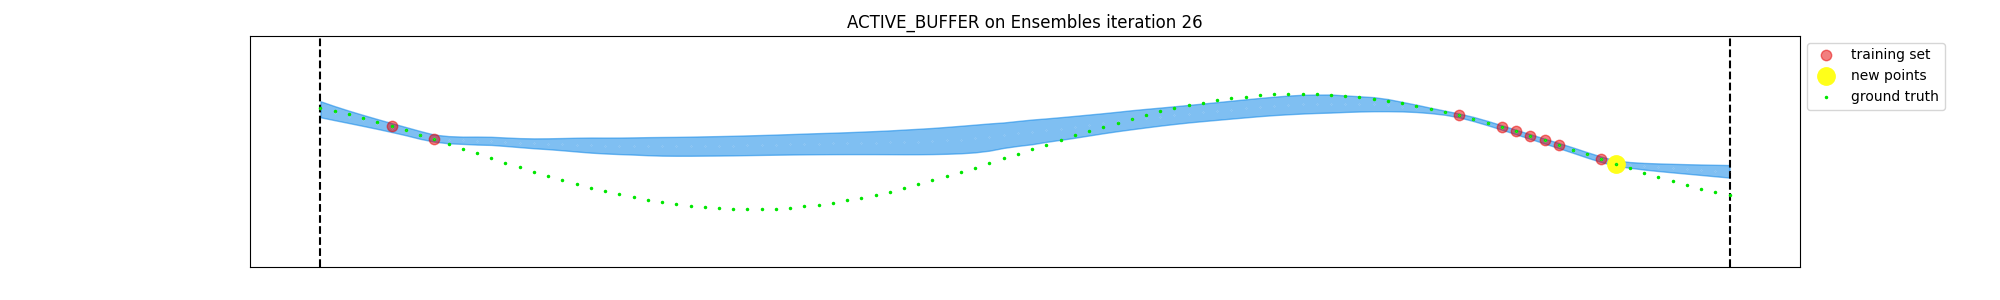 ACTIVE_BUFFER on Ensembles iteration 26
training set
new points
ground truth